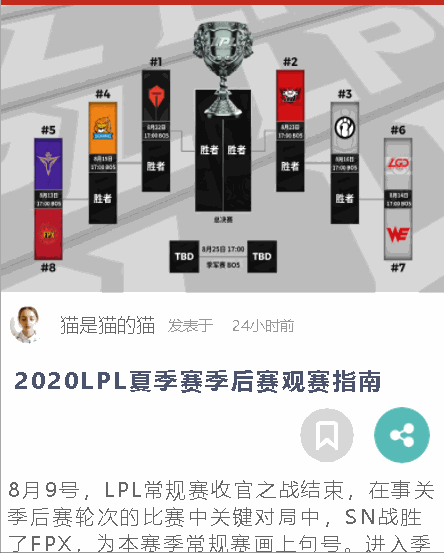 #1
#2
#4
#3
8月22日
17:00 BO5
8月23日
#5
#6
胜者 胜者
8月15日
17:00 BO5
8月16日
17:00 BO5
胜者
胜者
LGD
8月13日
17:00 BO5
胜者
胜者
8月14日
17:00 BO5
FPX
WE
总决赛
#8
#7
TBD
8月25日 17:00
季军赛 BO5
TBD
猫是猫的猫 发表于 24小时前
2020LPL夏季赛季后赛观赛指南
8月9号，LPL常规赛收官之战结束，在事关
季后赛轮次的比赛中关键对局中，SN战胜
了FPX，为本赛季常规赛画上句号。进入季